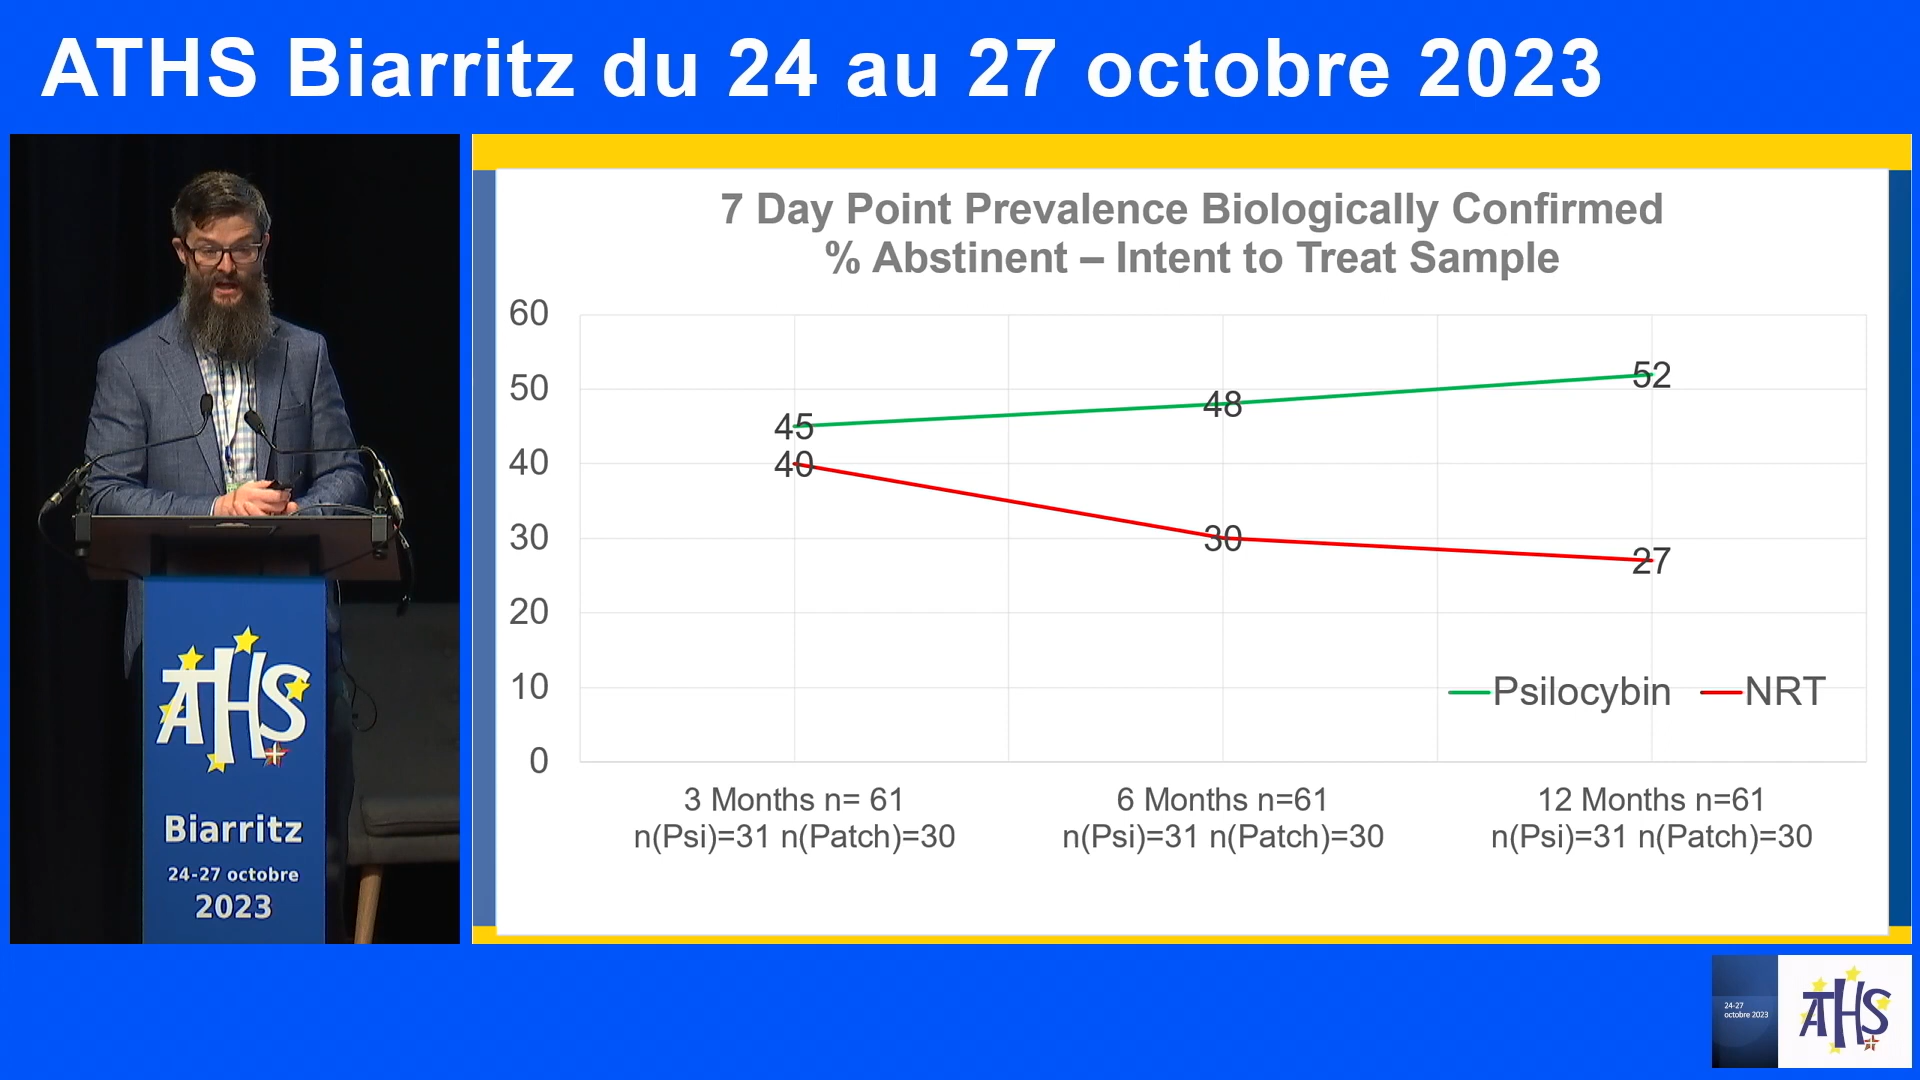 ATHS Biarritz du 24 au 27 octobre 2023
ATHS
Biarritz
24-27 octobre
2023
7 Day Point Prevalence Biologically Confirmed
% Abstinent – Intent to Treat Sample
60
50
40
30
20
10
0
45
48
52
40
30
27
Psilocybin NRT
3 Months n= 61
n(Psi)=31 n(Patch)=30
6 Months n=61
n(Psi)=31 n(Patch)=30
12 Months n=61
n(Psi)=31 n(Patch)=30
24-27
octobre 2023
ATHS